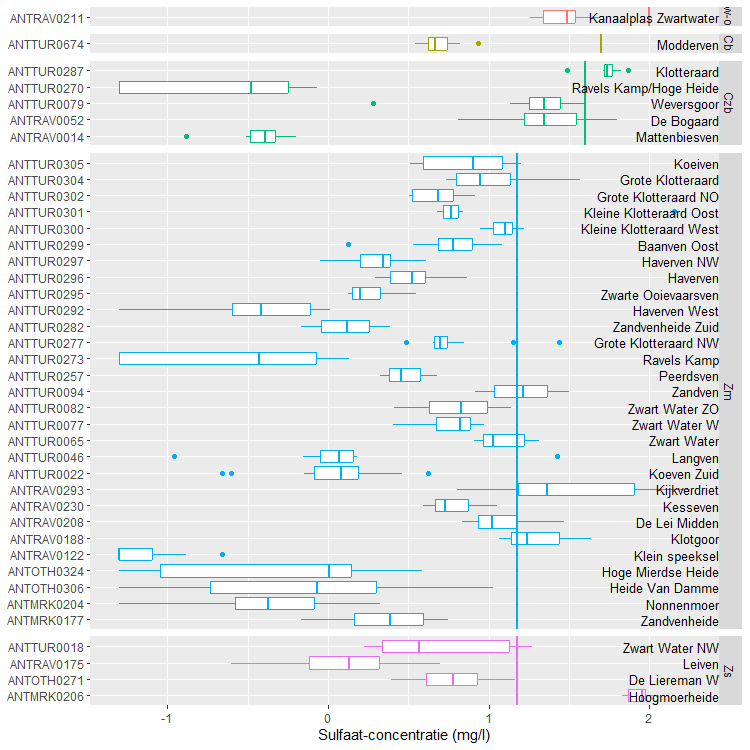 ANTRAV0211 Kanaalplas Zwartwater
ANTTUR0674 Modderven Cb
ANTTUR0287 Klotteraard
ANTTUR0270 Ravels Kamp/Hoge Heide
ANTTUR0079 Weversgoor Czb
ANTRAV0052 De Bogaard
ANTRAV0014 Mattenbiesven
ANTTUR0305 Koeiven
ANTTUR0304 Grote Klotteraard
ANTTUR0302 Grote Klotteraard NO
ANTTUR0301 Kleine Klotteraard Oost
ANTTUR0300 Kleine Klotteraard West
ANTTUR0299 Baanven Oost
ANTTUR0297 Haverven NW
ANTTUR0296 Haverven
ANTTUR0295 Zwarte Ooievaarsven
ANTTUR0292 Haverven West
ANTTUR0282 Zandvenheide Zuid
ANTTUR0277 Grote Klotteraard NW
ANTTUR0273 Ravels Kamp
ANTTUR0257 Peerdsven
ANTTUR0094 Zandven Zm
ANTTUR0082 Zwart Water ZO
ANTTUR0077 Zwart Water W
ANTTUR0065 Zwart Water
ANTTUR0046 Langven
ANTTUR0022 Koeven Zuid
ANTRAV0293 Kijkverdriet
ANTRAV0230 Kesseven
ANTRAV0208 De Lei Midden
ANTRAV0188 Klotgoor
ANTRAV0122 Klein speeksel
ANTOTH0324 Hoge Mierdse Heide
ANTOTH0306 Heide Van Damme
ANTMRK0204 Nonnenmoer
ANTMRK0177 Zandvenheide
ANTTUR0018 Zwart Water NW
ANTRAV0175 Leiven Zs
ANTOTH0271 De Liereman W
ANTMRK0206 Hoogmoerheide
-1 0 1 2
Sulfaat-concentratie (mg/l)